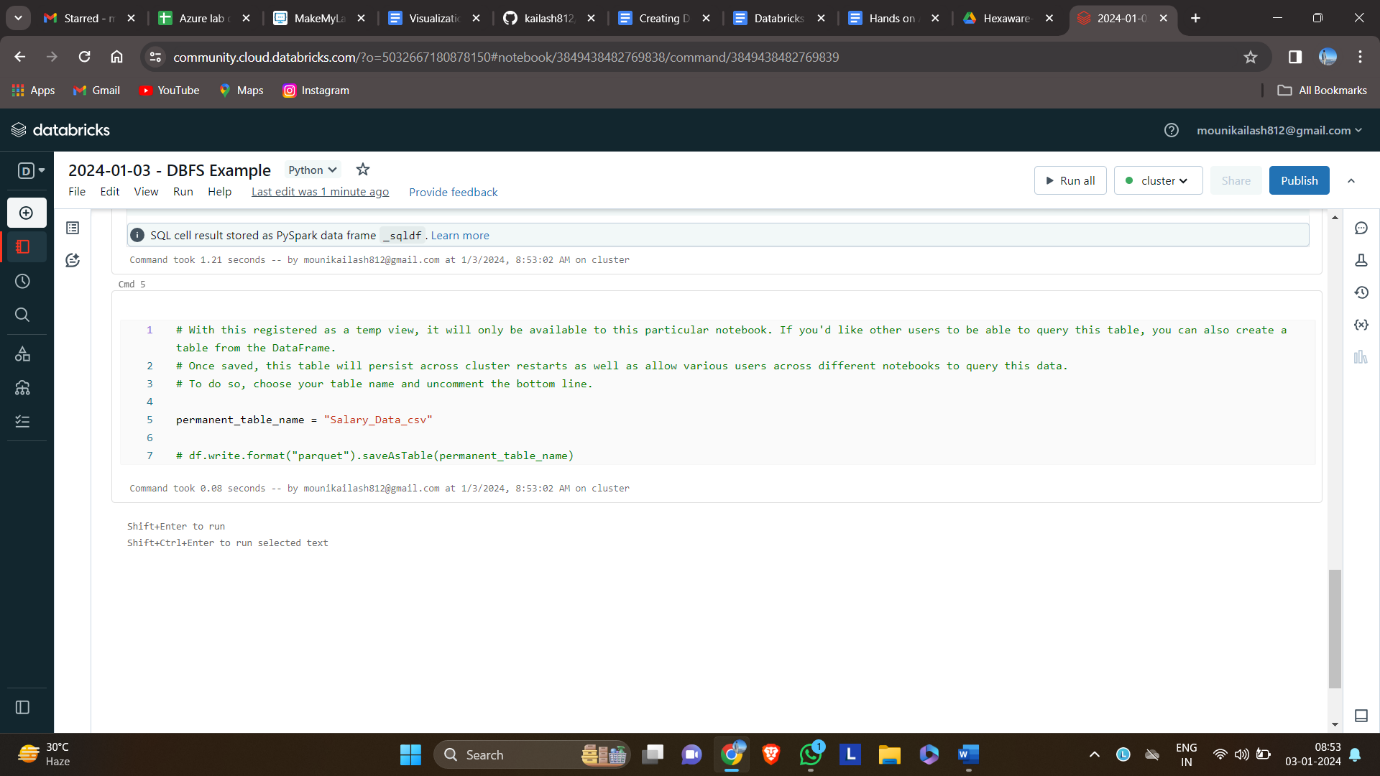 Starred - m
Azure lab
MakeMyLa
Visualizati
kailash812
Creating D
Databricks
Hands on
Hexaware
2024-01-0
community.cloud.databricks.com/?o=5032667180878150#notebook/3849438482769838/command/3849438482769839
Apps
Gmail
YouTube
Maps
Instagram
All Bookmarks
databricks
mounikailash812@gmail.com
D
2024-01-03 - DBFS Example
Python
File
Edit
View
Run
Help
Last edit was 1 minute ago
Provide feedback
Run all
cluster
Share
Publish
SQL cell result stored as PySpark data frame _sqldf. Learn more
Command took 1.21 seconds -- by mounikailash812@gmail.com at 1/3/2024, 8:53:02 AM on cluster
Cmd 5
1 # With this registered as a temp view, it will only be available to this particular notebook. If you'd like other users to be able to query this table, you can also create a
table from the DataFrame.
2 # Once saved, this table will persist across cluster restarts as well as allow various users across different notebooks to query this data.
3 # To do so, choose your table name and uncomment the bottom line.
4
5 permanent_table_name = "Salary_Data_csv"
6
7 # df.write.format("parquet").saveAsTable(permanent_table_name)
Command took 0.08 seconds -- by mounikailash812@gmail.com at 1/3/2024, 8:53:02 AM on cluster
Shift+Enter to run
Shift+Ctrl+Enter to run selected text
30°C
Haze
Search
1
L
W
L
ENG
IN
08:53
03-01-2024